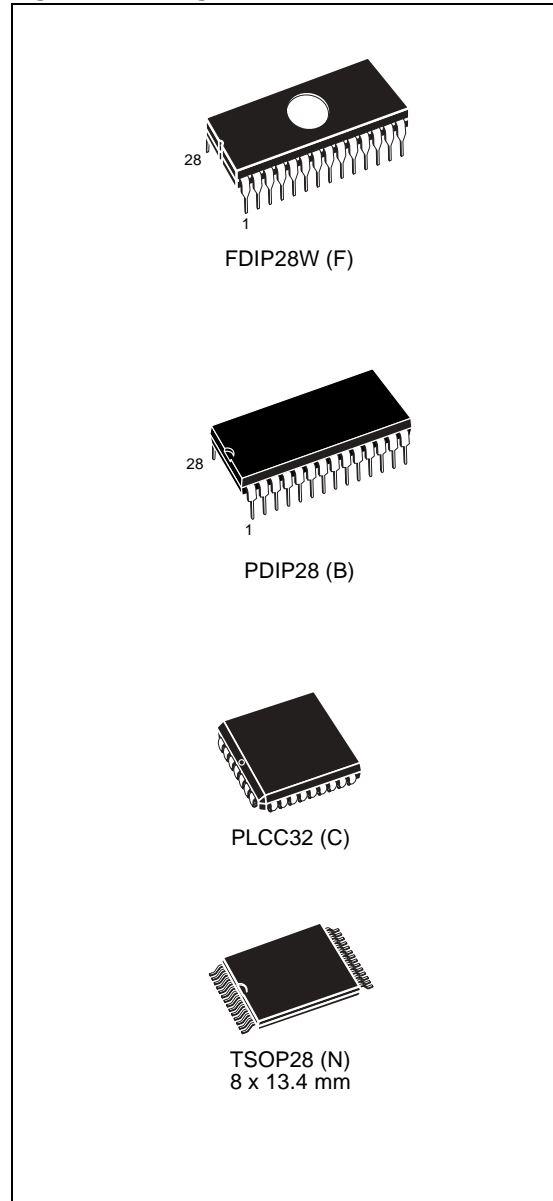 28
1
FDIP28W (F)
28
1
PDIP28 (B)
PLCC32 (C)
TSOP28 (N)
8 x 13.4 mm